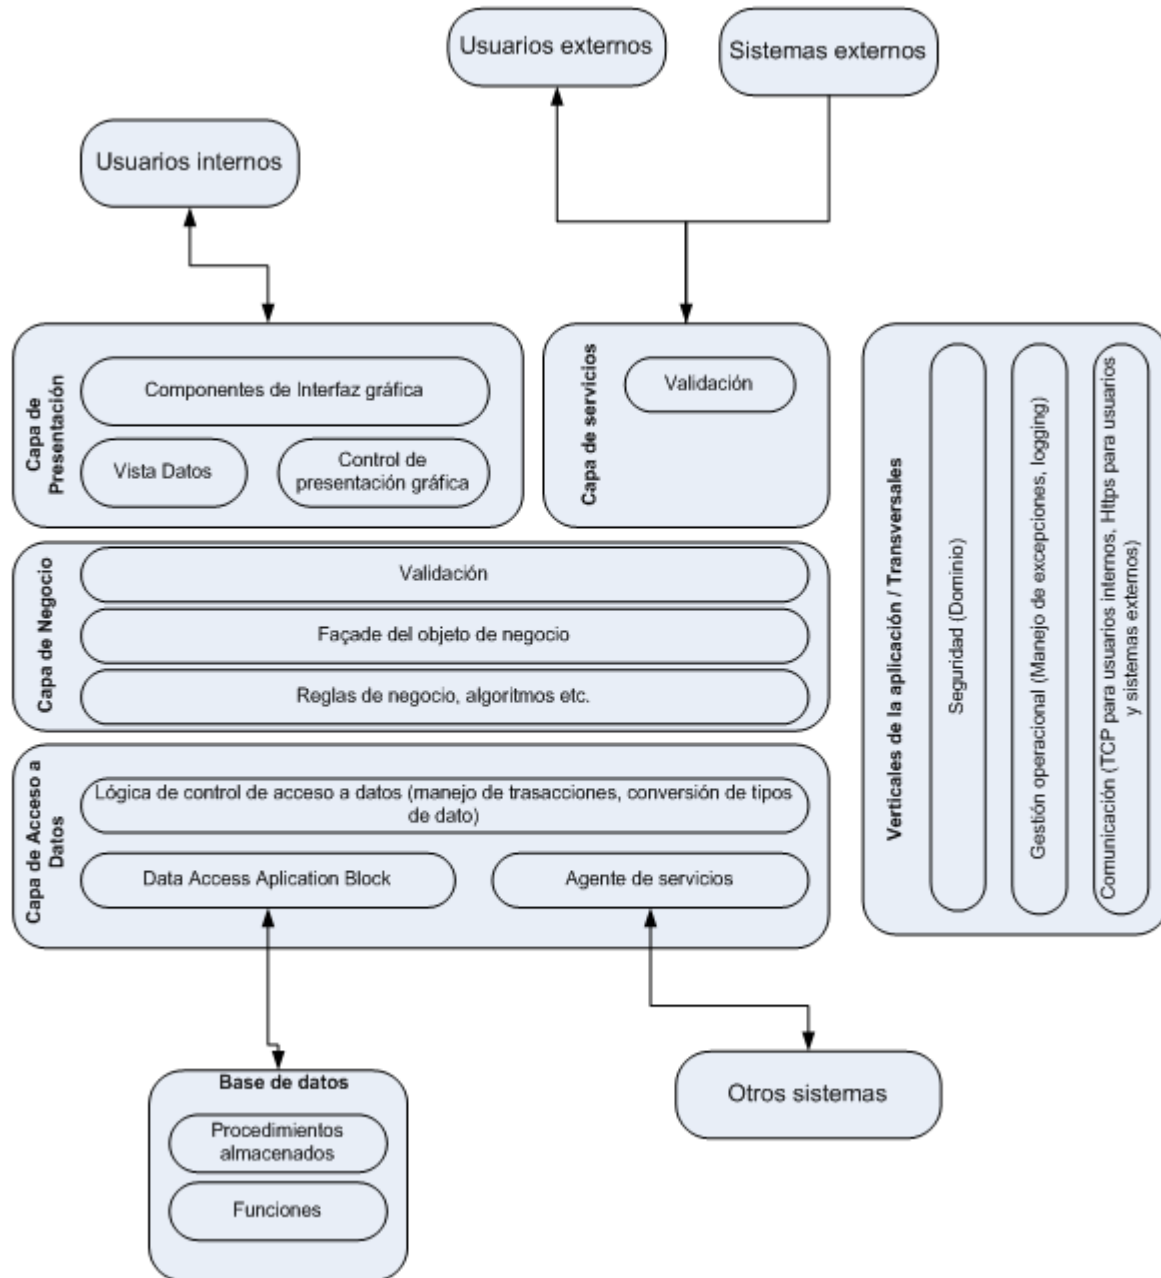 Usuarios externos
Sistemas externos
Usuarios internos
Capa de
Presentación
Componentes de Interfaz gráfica
Vista Datos
Control de
presentación gráfica
Capa de servicios
Validación
Capa de Negocio
Validación
Façade del objeto de negocio
Reglas de negocio, algoritmos etc.
Capa de Acceso a
Datos
Lógica de control de acceso a datos (manejo de trasacciones, conversión de tipos
de dato)
Data Access Aplication Block
Agente de servicios
Verticales de la aplicación / Transversales
Seguridad (Dominio)
Gestión operacional (Manejo de excepciones, logging)
Comunicación (TCP para usuarios internos, Https para usuarios
y sistemas externos)
Base de datos
Procedimientos
almacenados
Funciones
Otros sistemas